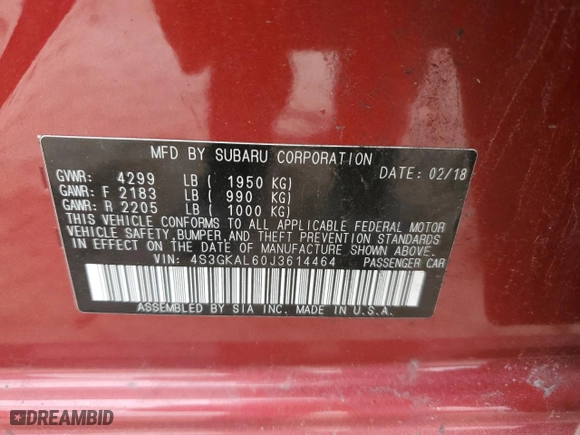 MFD BY SUBARU CORPORATION DATE: 02/18
GVWR: 4299 LB ( 1950 KG)
GAWR: F 2183 LB ( 990 KG)
GAWR: R 2205 LB ( 1000 KG)
THIS VEHICLE CONFORMS TO ALL APPLICABLE FEDERAL MOTOR
VEHICLE SAFETY, BUMPER, AND THEFT PREVENTION STANDARDS
IN EFFECT ON THE DATE OF MANUFACTURE SHOWN ABOVE.
VIN: 4S3GKAL60J3614464 PASSENGER CAR
ASSEMBLED BY SIA INC. MADE IN U.S.A.
DREAMBID